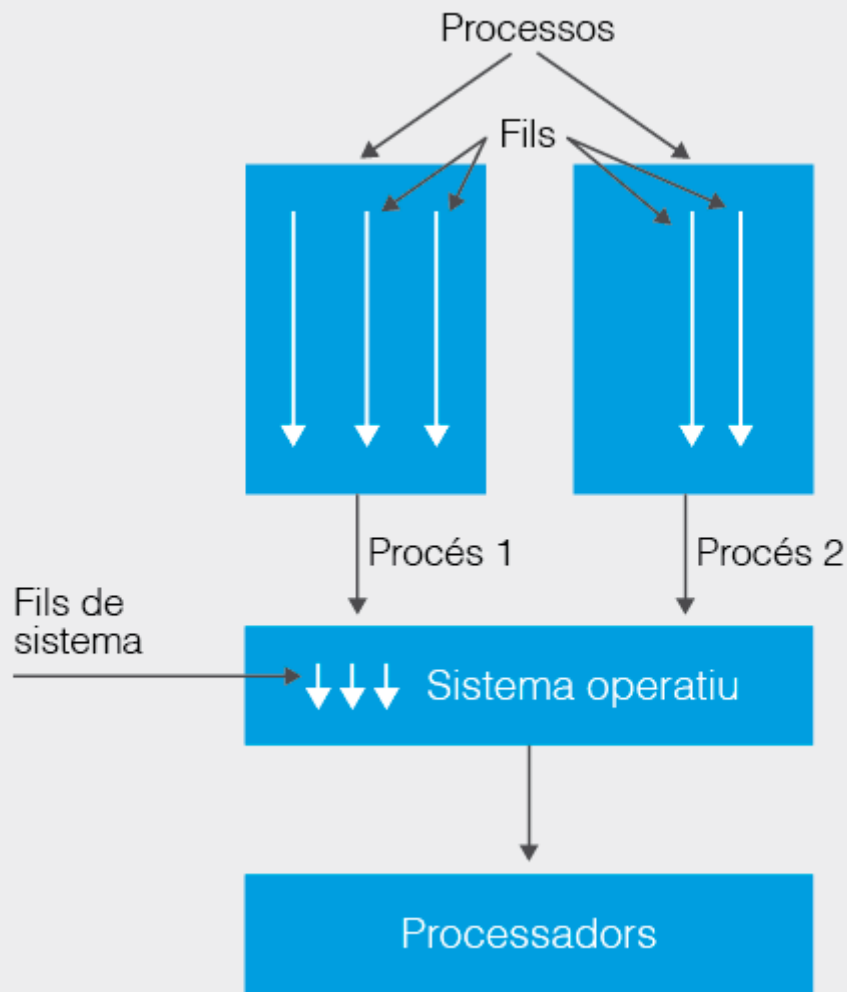 Processos
Fils
Procés 1
Procés 2
Fils de
sistema
Sistema operatiu
Processadors